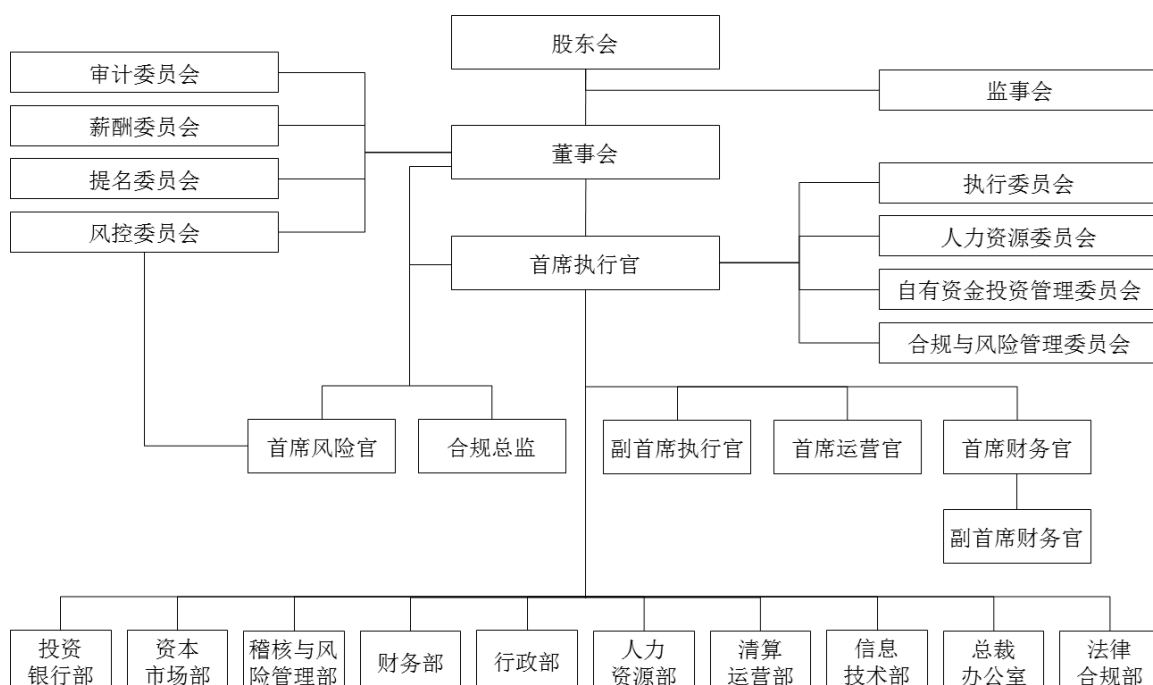 股东会
审计委员会
监事会
薪酬委员会
董事会
提名委员会
执行委员会
风控委员会
人力资源委员会
首席执行官
自有资金投资管理委员会
合规与风险管理委员会
首席风险官
合规总监
副首席执行官
首席运营官
首席财务官
副首席财务官
投资
银行部
资本
市场部
稽核与风
险管理部
财务部
行政部
人力
资源部
清算
运营部
信息
技术部
总裁
办公室
法律
合规部